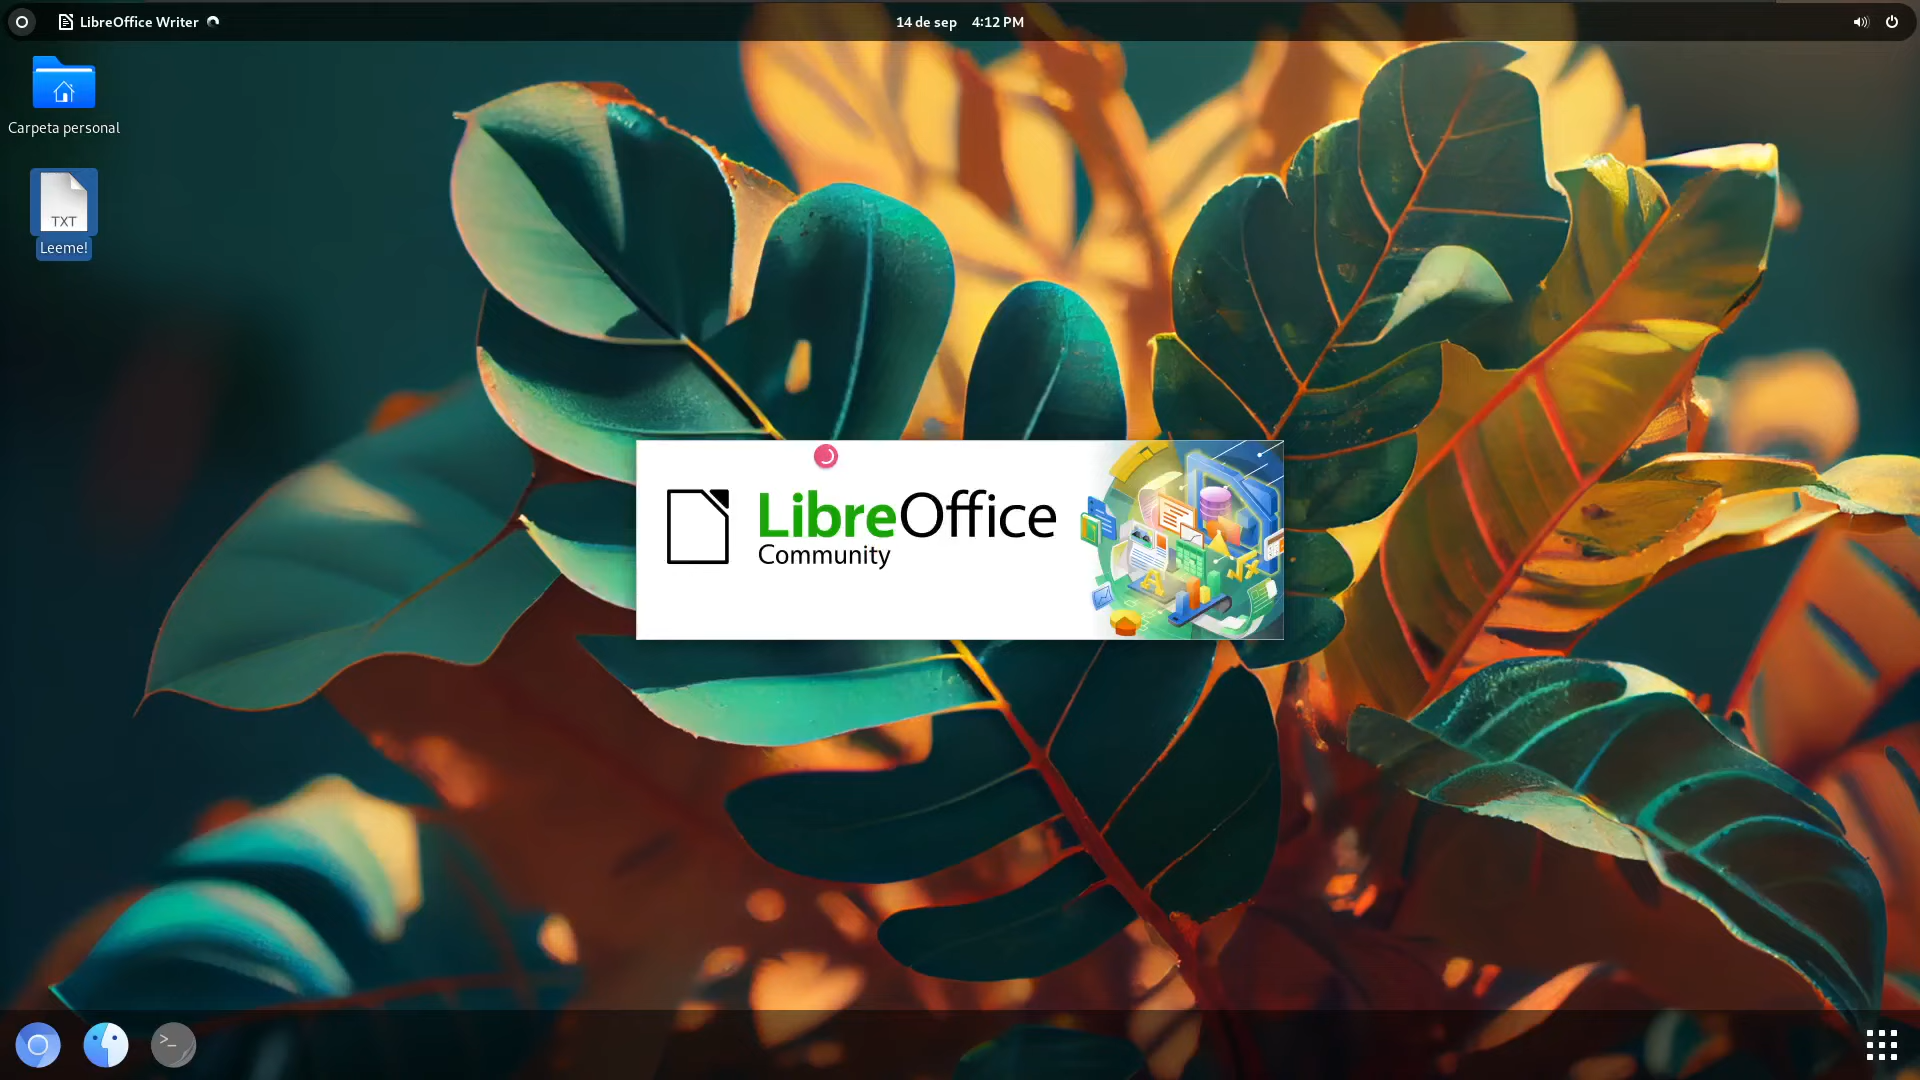 LibreOffice Writer
14 de sep 4:12 PM
Carpeta personal
TXT
Leeme!
LibreOffice
Community
>_